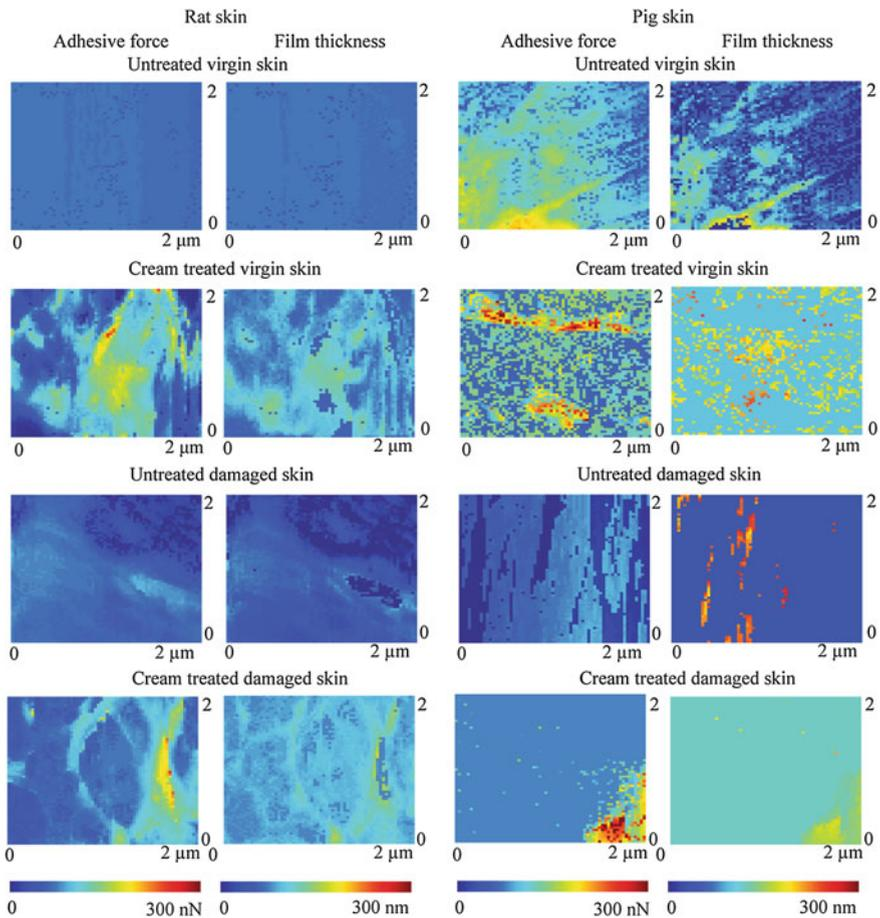 Rat skin
Pig skin
Adhesive force Film thickness
Adhesive force Film thickness
Untreated virgin skin
Untreated virgin skin
2
2
2
2
0
0
0
0
0 2 μm
0 2 μm
0 2 μm
0 2 μm
Cream treated virgin skin
Cream treated virgin skin
2
2
2
2
0
0
0
0
0 2 μm
0 2 μm
0 2 μm
0 2 μm
Untreated damaged skin
Untreated damaged skin
2
2
2
2
0
0
0
0
0 2 μm
0 2 μm
0 2 μm
0 2 μm
Cream treated damaged skin
Cream treated damaged skin
2
2
2
2
0
0
0
0
0 2 μm
0 2 μm
0 2 μm
0 2 μm
0 300 nN
0 300 nm
0 300 nN
0 300 nm